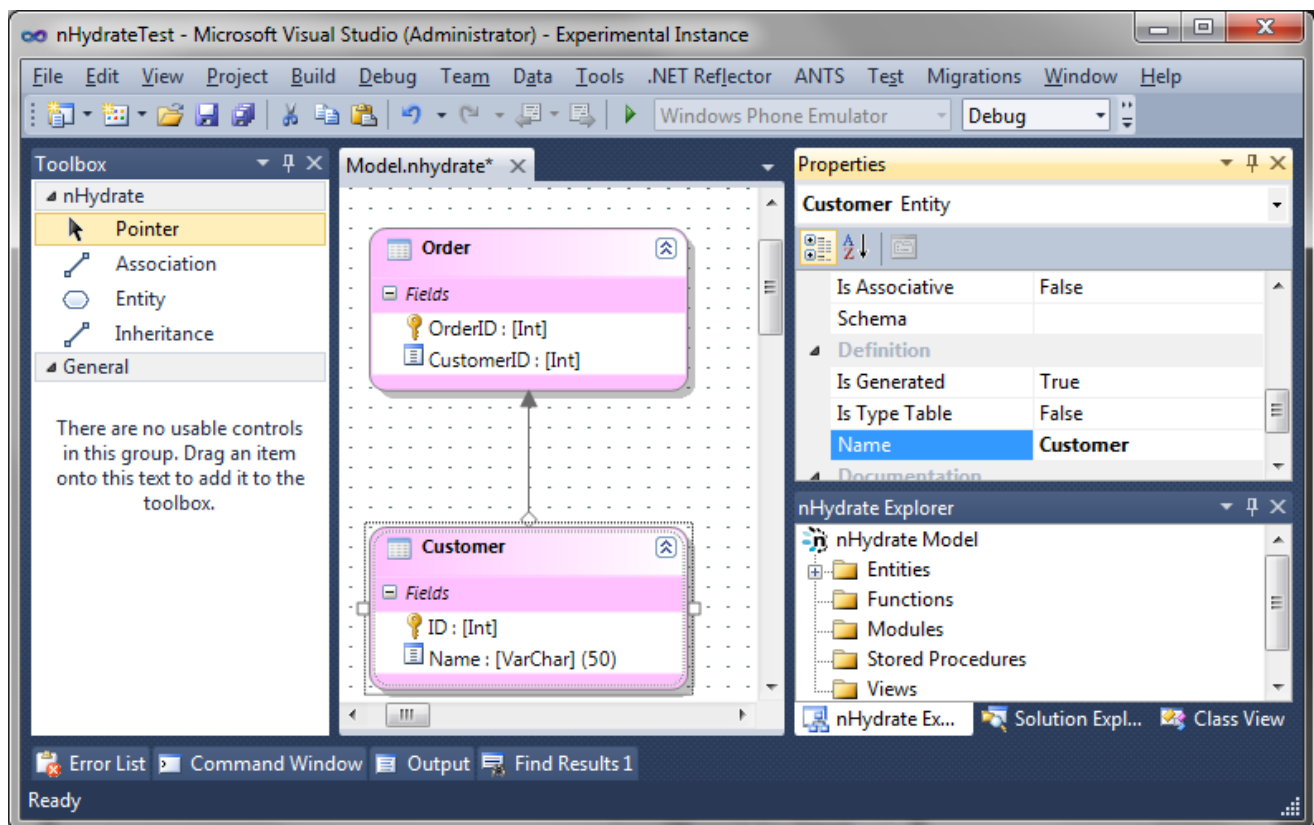 nHydrateTest - Microsoft Visual Studio (Administrator) - Experimental Instance
File Edit View Project Build Debug Team Data Tools .NET Reflector ANTS Test Migrations Window Help
Windows Phone Emulator Debug
Toolbox
nHydrate
Pointer
Association
Entity
Inheritance
General
There are no usable controls
in this group. Drag an item
onto this text to add it to the
toolbox.
Model.nhydrate*
Order
Fields
OrderID : [Int]
CustomerID : [Int]
Customer
Fields
ID : [Int]
Name : [VarChar] (50)
Properties
Customer Entity
Is Associative False
Schema
Definition
Is Generated True
Is Type Table False
Name Customer
Documentation
nHydrate Explorer
nHydrate Model
Entities
Functions
Modules
Stored Procedures
Views
nHydrate Ex... Solution Expl... Class View
Error List Command Window Output Find Results 1
Ready